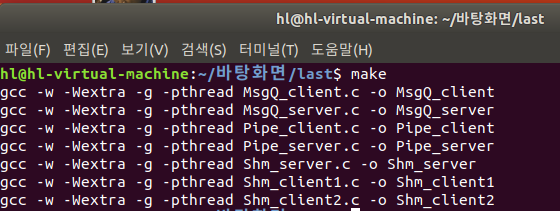 hl@hl-virtual-machine: ~/바탕화면/last
파일(F) 편집(E) 보기(V) 검색(S) 터미널(T) 도움말(H)
hl@hl-virtual-machine:~/바탕화면/last$ make
gcc -w -Wextra -g -pthread MsgQ_client.c -o MsgQ_client
gcc -w -Wextra -g -pthread MsgQ_server.c -o MsgQ_server
gcc -w -Wextra -g -pthread Pipe_client.c -o Pipe_client
gcc -w -Wextra -g -pthread Pipe_server.c -o Pipe_server
gcc -w -Wextra -g -pthread Shm_server.c -o Shm_server
gcc -w -Wextra -g -pthread Shm_client1.c -o Shm_client1
gcc -w -Wextra -g -pthread Shm_client2.c -o Shm_client2